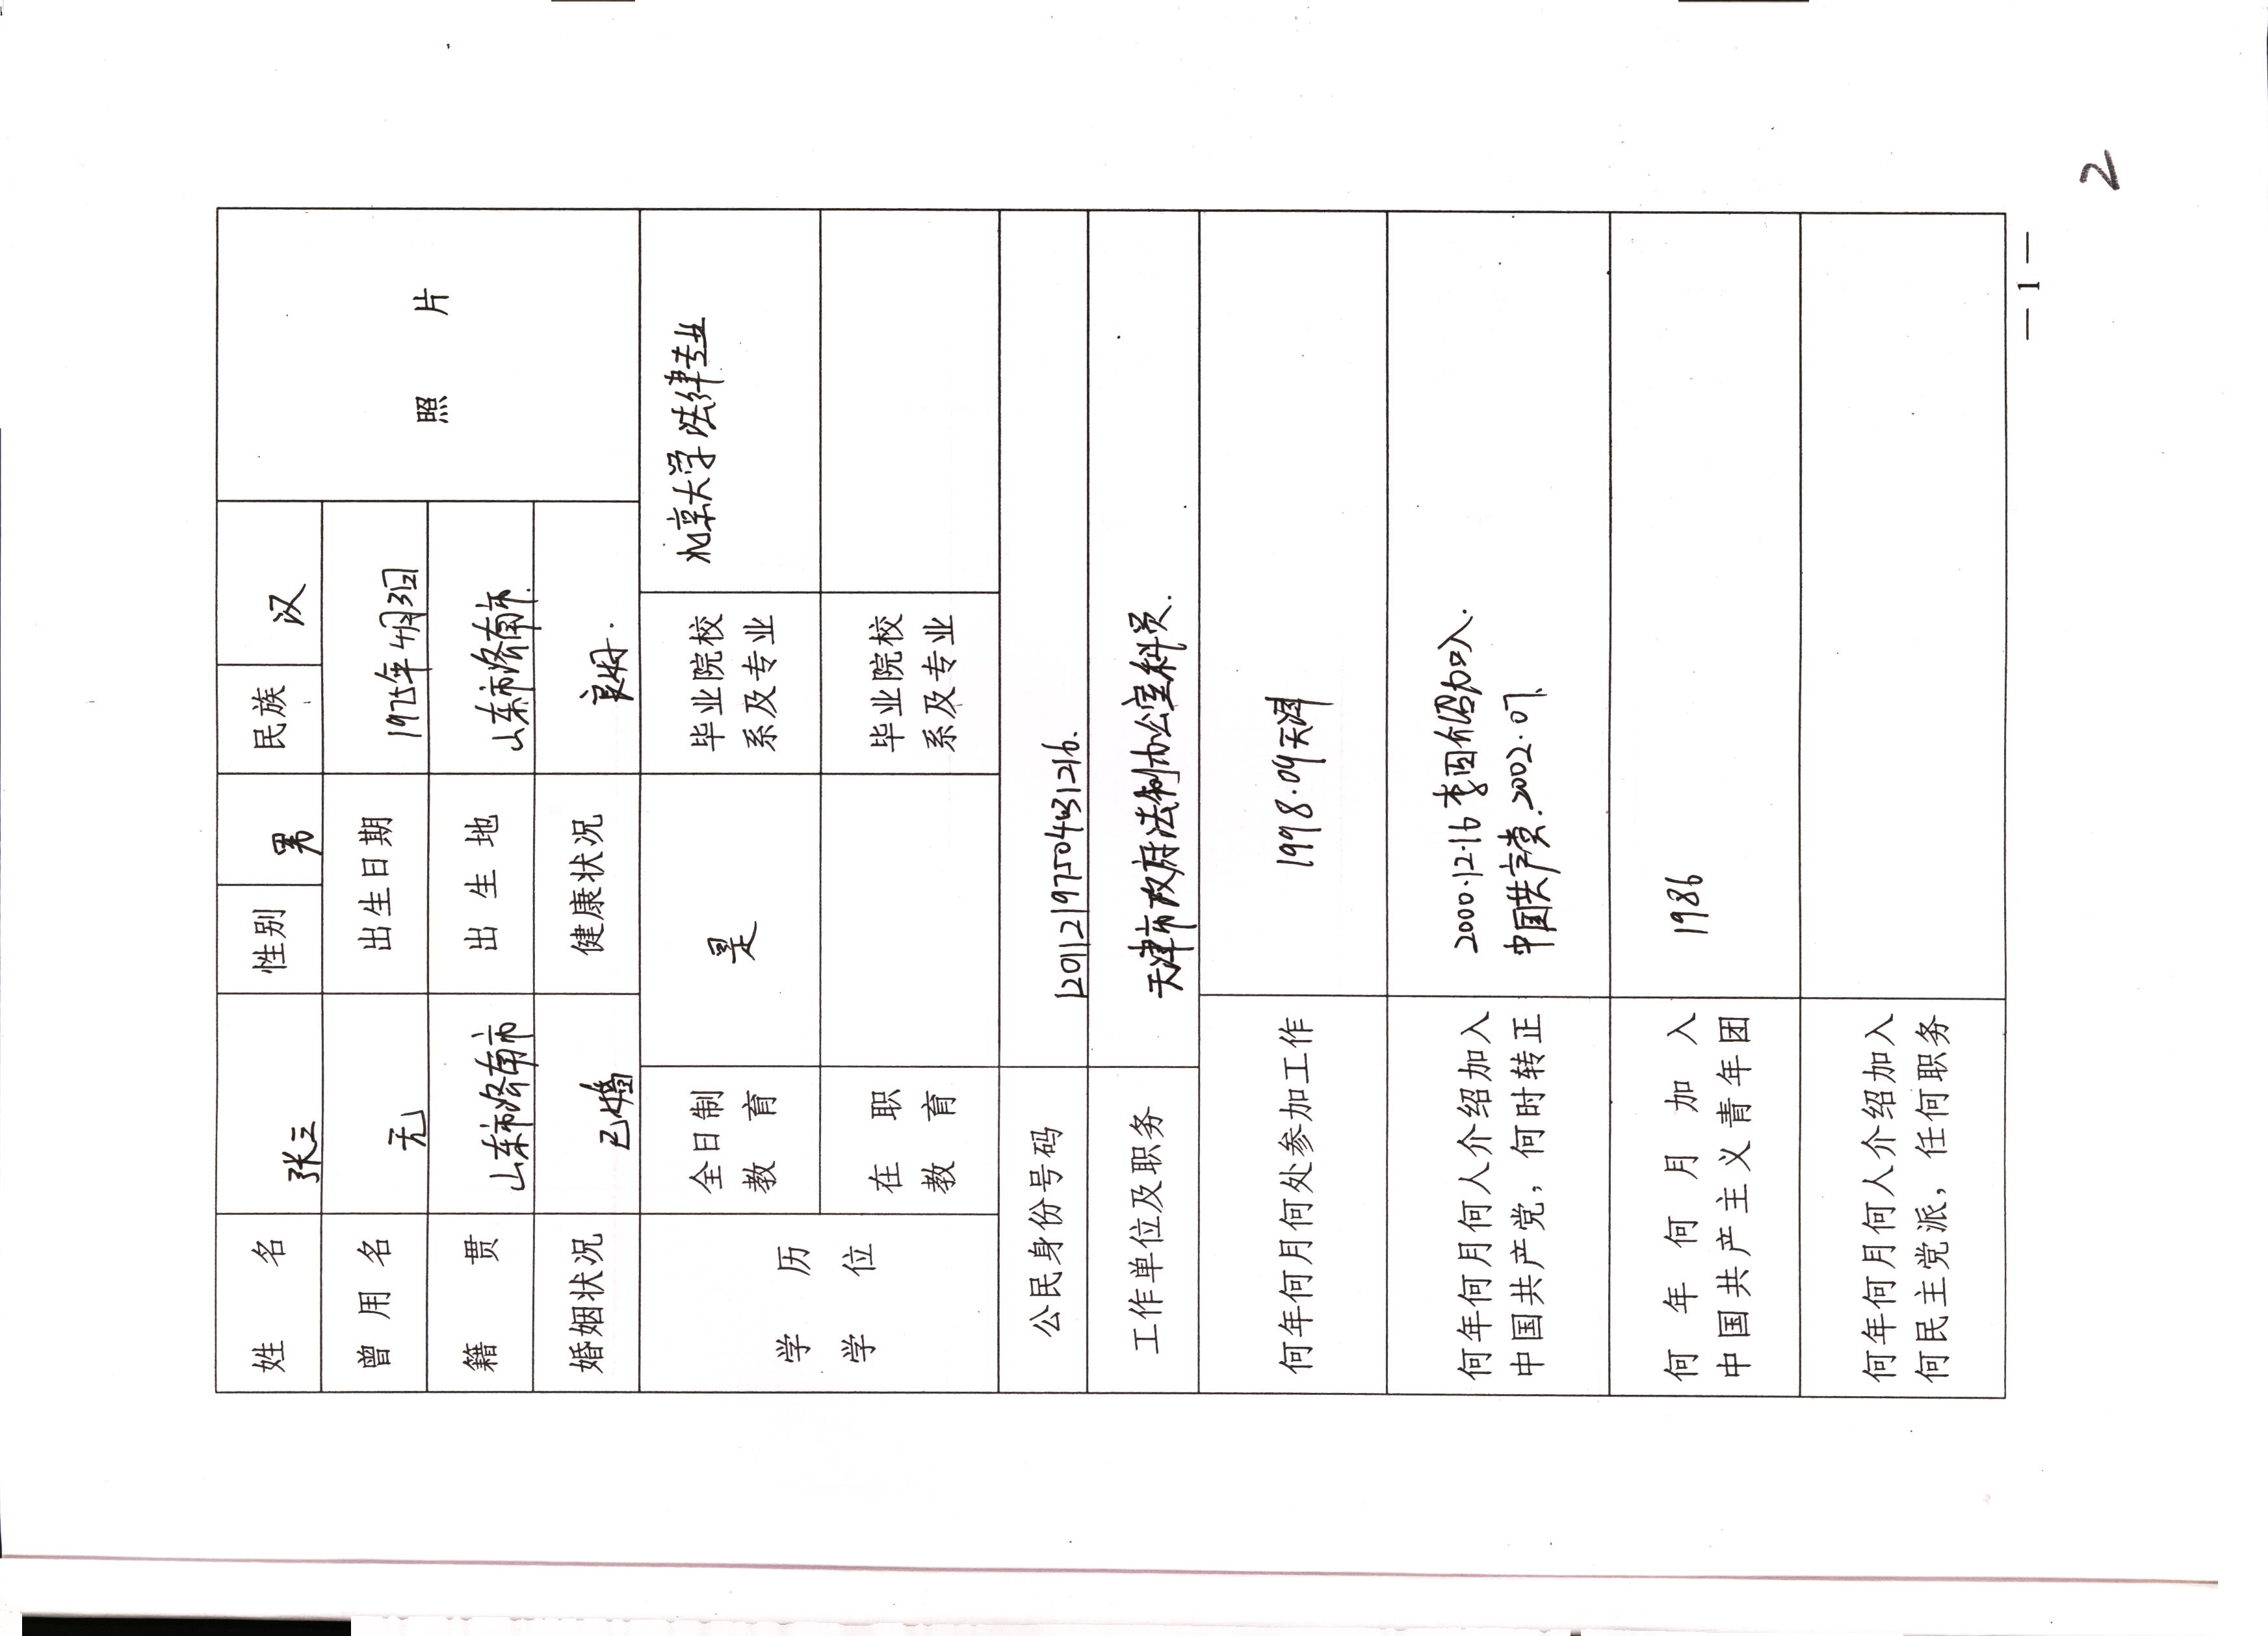 姓 名 张三 性别 男 民族 汉
曾用名 无 出生日期 1975年4月3日
籍 贯 山东省济南市 出生地 山东省济南市.
婚姻状况 已婚 健康状况 良好.
照 片
学 历
学 位
全日制
教 育
是
毕业院校
系及专业
北京大学法律专业
在 职
教 育
毕业院校
系及专业
公民身份号码
工作单位及职务 天津市政府法制办公室科员.
何年何月何处参加工作 1998.09天津
何年何月何人介绍加入
中国共产党，何时转正
2000.12.16李国介绍加入.
中国共产党.2002.07.
何年何月加入
中国共产主义青年团
1986
何年何月何人介绍加入
何民主党派，任何职务
— 1 —
2